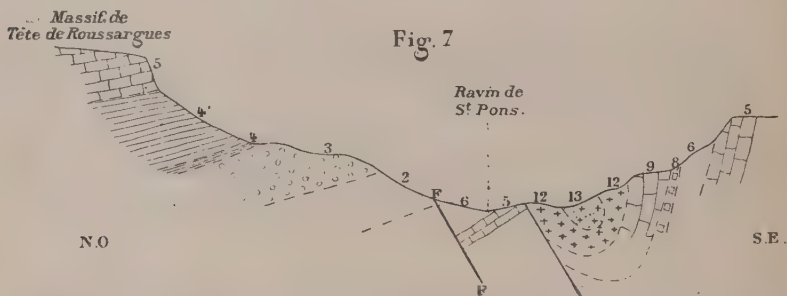 Massif de
Tête de Roussargues
Fig. 7
Ravin de
St Pons.
5
4'
4
3
2
F
6
5
12
13
12
9
8
6
5
N.O
F
S.E.